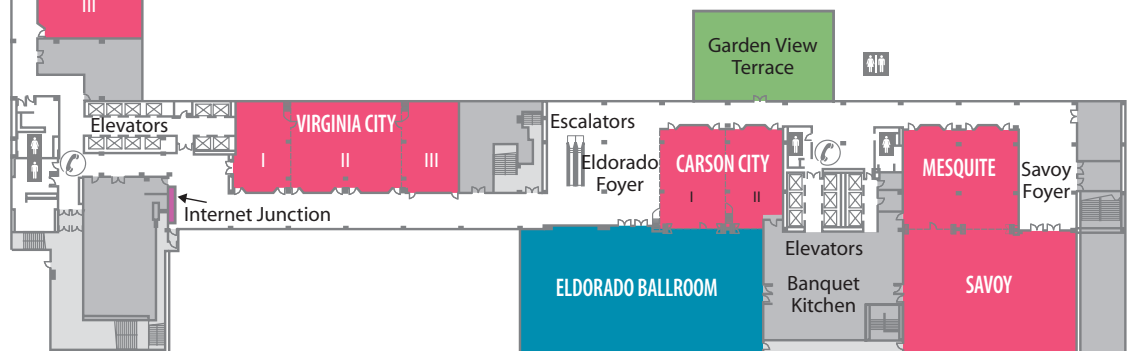 III
Garden View
Terrace
Elevators
VIRGINIA CITY
I
II
III
Escalators
Eldorado
Foyer
CARSON CITY
I
II
MESQUITE
Savoy
Foyer
Internet Junction
Elevators
ELDORADO BALLROOM
Banquet
Kitchen
SAVOY